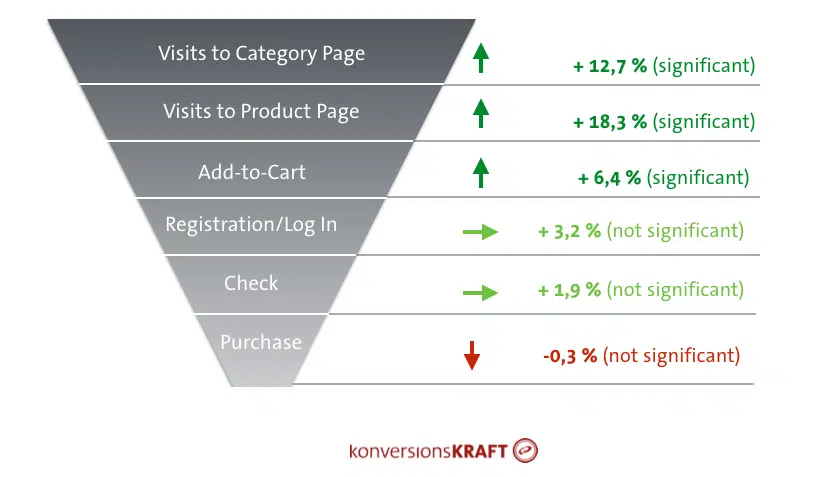 Visits to Category Page
+ 12,7 % (significant)
Visits to Product Page
+ 18,3 % (significant)
Add-to-Cart
+ 6,4 % (significant)
Registration/Log In
+ 3,2 % (not significant)
Check
+ 1,9 % (not significant)
Purchase
-0,3 % (not significant)
konversionsKRAFT